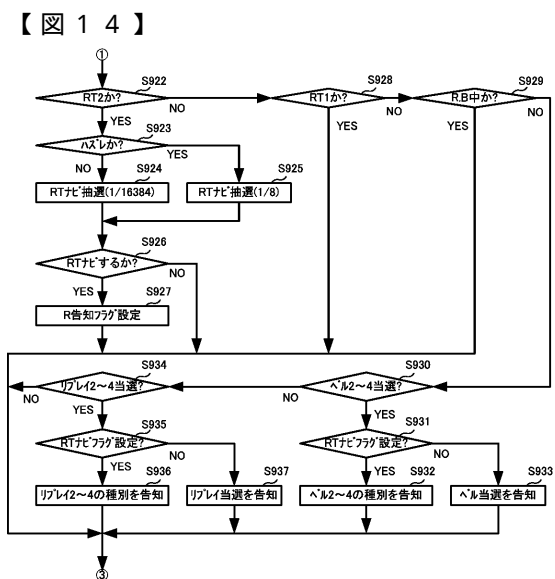 【図１４】
①
S922
RT2か?
NO
YES
S928
RT1か?
NO
YES
S929
R.B中か?
NO
YES
S923
ハズレか?
YES
NO
S924
RTナビ抽選(1/16384)
S925
RTナビ抽選(1/8)
S926
RTナビするか?
NO
YES
S927
R告知フラグ設定
S934
リプレイ2～4当選?
NO
YES
S930
ベル2～4当選?
NO
YES
S935
RTナビフラグ設定?
NO
YES
S931
RTナビフラグ設定?
NO
YES
S936
リプレイ2～4の種別を告知
S937
リプレイ当選を告知
S932
ベル2～4の種別を告知
S933
ベル当選を告知
③